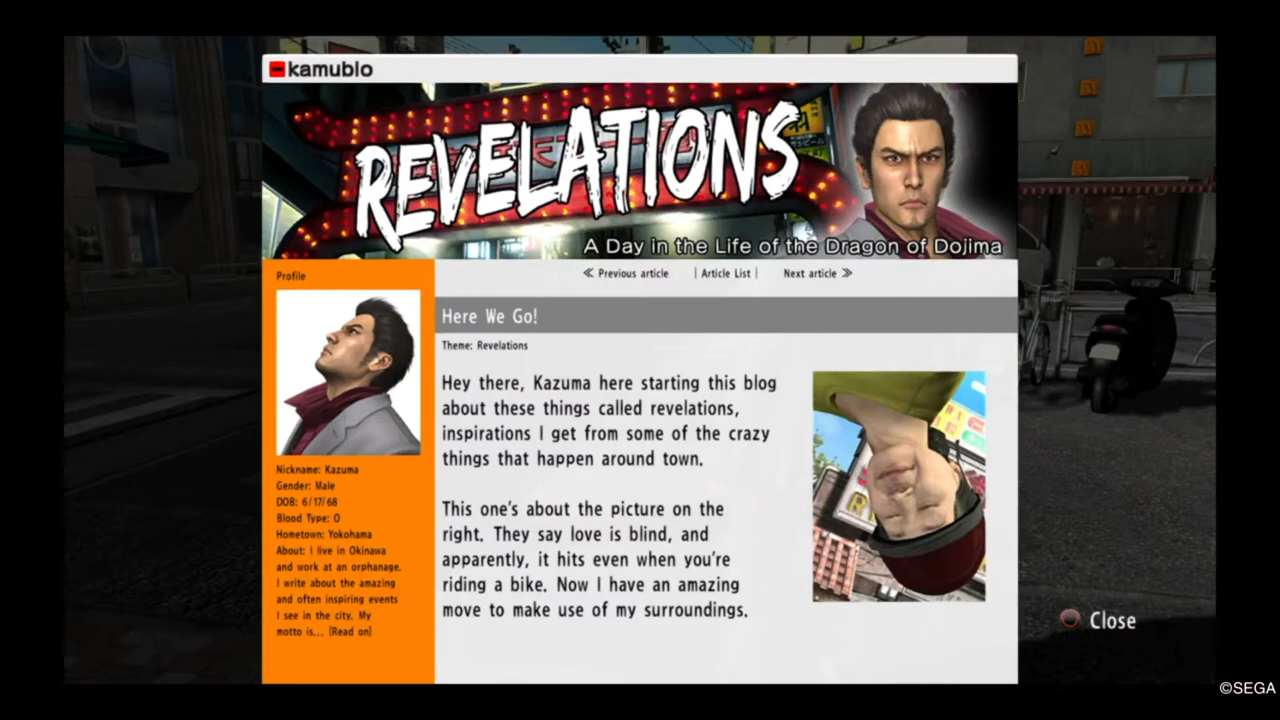 kamublo
REVELATIONS
A Day in the Life of the Dragon of Dojima
Profile
≪ Previous article | Article List | Next article ≫
Here We Go!
Theme: Revelations
Hey there, Kazuma here starting this blog
about these things called revelations,
inspirations I get from some of the crazy
things that happen around town.
This one's about the picture on the
right. They say love is blind, and
apparently, it hits even when you're
riding a bike. Now I have an amazing
move to make use of my surroundings.
Nickname: Kazuma
Gender: Male
DOB: 6/17/68
Blood Type: O
Hometown: Yokohama
About: I live in Okinawa
and work at an orphanage.
I write about the amazing
and often inspiring events
I see in the city. My
motto is... [Read on]
Close
©SEGA